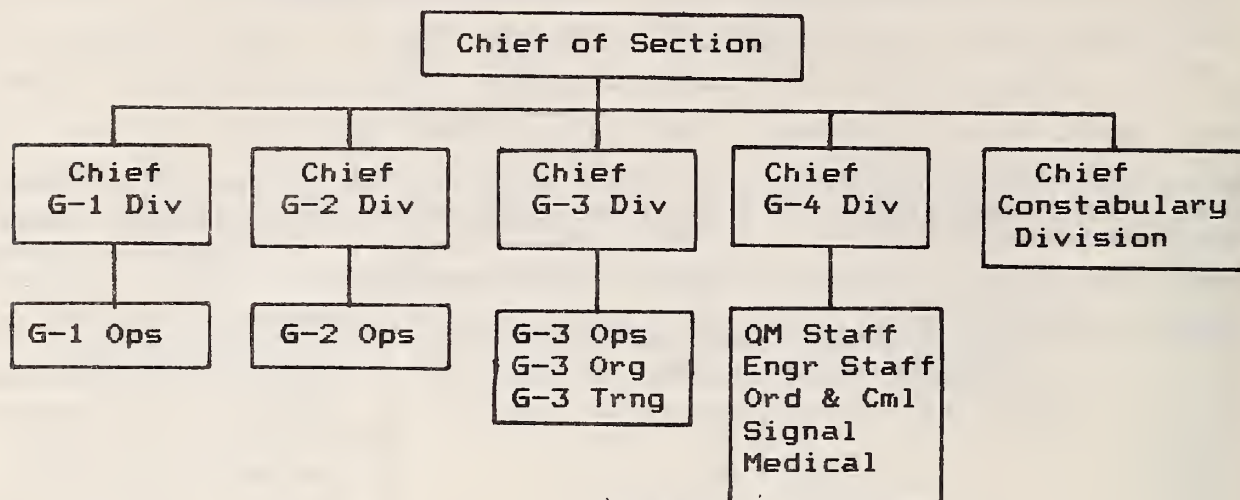 Chief of Section
Chief
G-1 Div
Chief
G-2 Div
Chief
G-3 Div
Chief
G-4 Div
Chief
Constabulary
Division
G-1 Ops
G-2 Ops
G-3 Ops
G-3 Org
G-3 Trng
QM Staff
Engr Staff
Ord & Cml
Signal
Medical